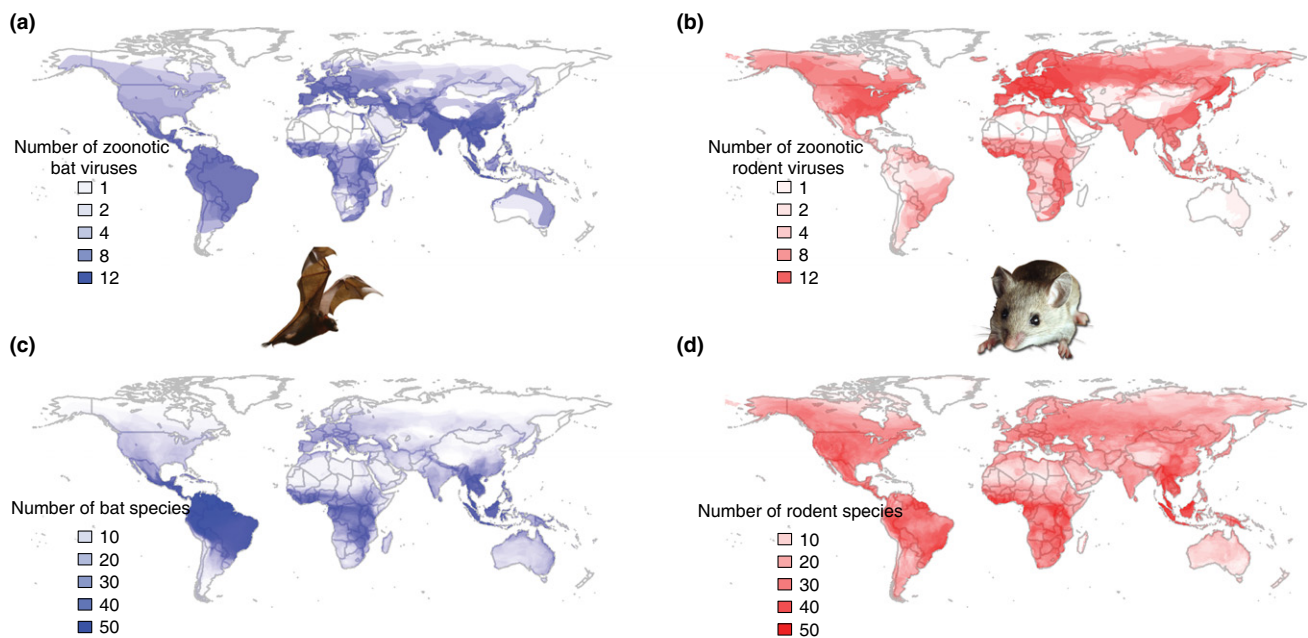 (a)
Number of zoonotic
bat viruses
1
2
4
8
12
(b)
Number of zoonotic
rodent viruses
1
2
4
8
12
(c)
Number of bat species
10
20
30
40
50
(d)
Number of rodent species
10
20
30
40
50